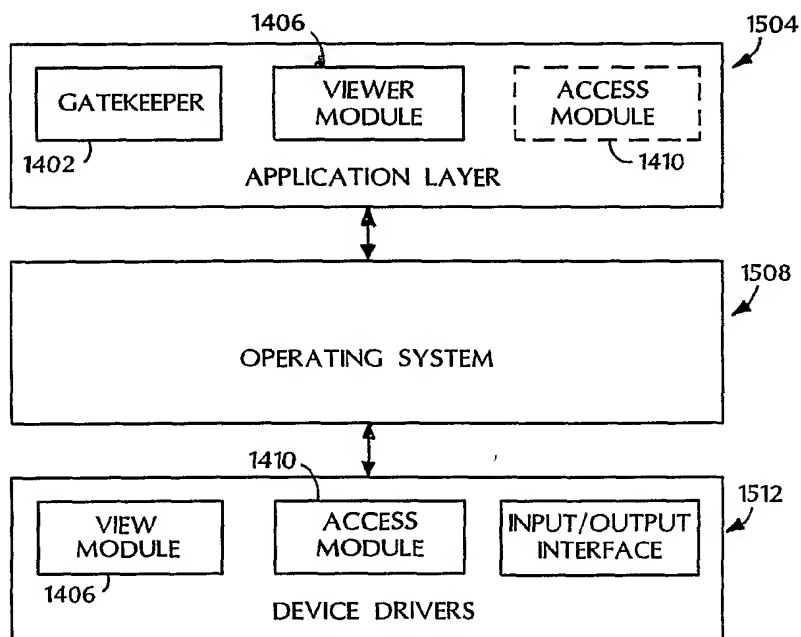 1406
1504
GATEKEEPER
VIEWER
MODULE
ACCESS
MODULE
1402
1410
APPLICATION LAYER
1508
OPERATING SYSTEM
1410
1512
VIEW
MODULE
ACCESS
MODULE
INPUT/OUTPUT
INTERFACE
1406
DEVICE DRIVERS